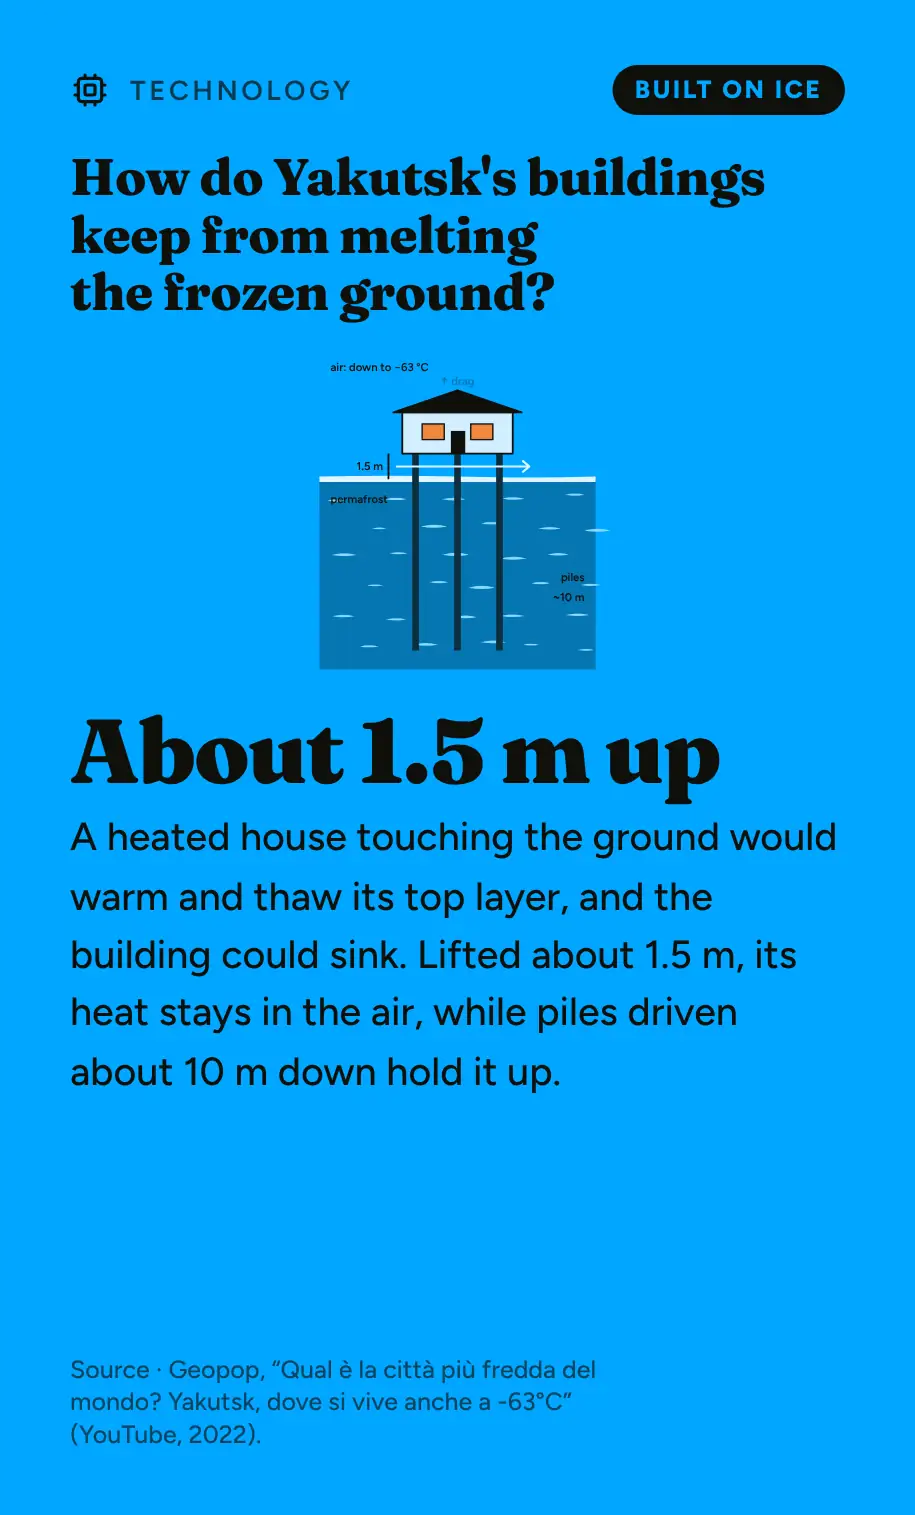 TECHNOLOGY
BUILT ON ICE
How do Yakutsk's buildings
keep from melting
the frozen ground?
air: down to −63 °C
↑ drag
1.5 m
permafrost
piles
~10 m
About 1.5 m up
A heated house touching the ground would
warm and thaw its top layer, and the
building could sink. Lifted about 1.5 m, its
heat stays in the air, while piles driven
about 10 m down hold it up.
Source · Geopop, “Qual è la città più fredda del
mondo? Yakutsk, dove si vive anche a -63°C”
(YouTube, 2022).